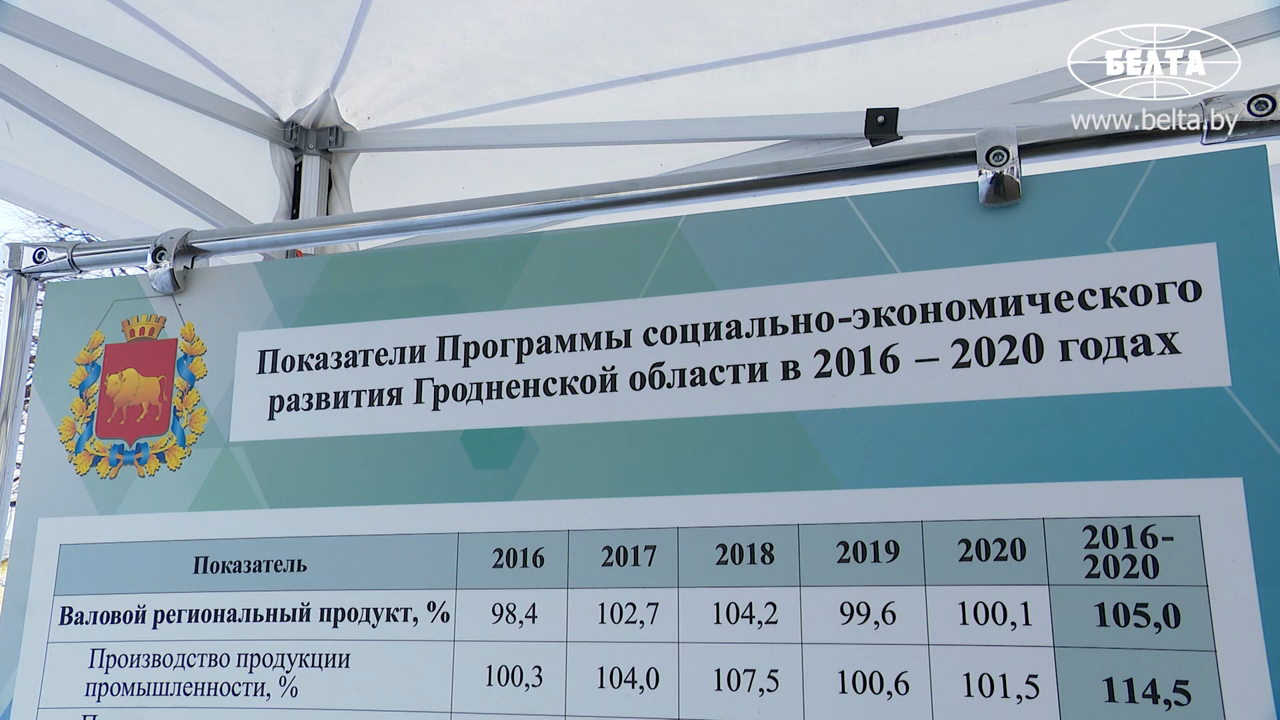 БЕЛТА
www.belta.by
Показатели Программы социально-экономического
развития Гродненской области в 2016 – 2020 годах
Показатель 2016 2017 2018 2019 2020 2016-
2020
Валовой региональный продукт, % 98,4 102,7 104,2 99,6 100,1 105,0
Производство продукции
промышленности, % 100,3 104,0 107,5 100,6 101,5 114,5